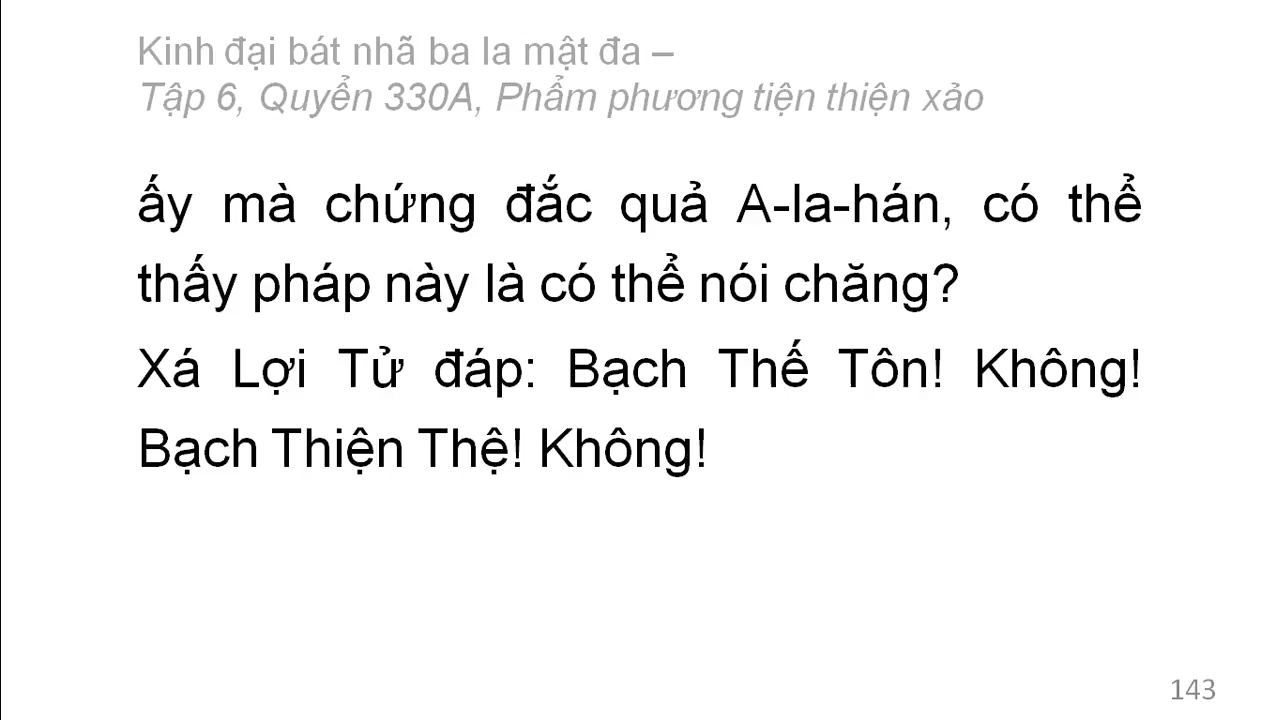 Kinh đại bát nhã ba la mật đa –
Tập 6, Quyển 330A, Phẩm phương tiện thiện xảo
ấy mà chứng đắc quả A-la-hán, có thể
thấy pháp này là có thể nói chăng?
Xá Lợi Tử đáp: Bạch Thế Tôn! Không!
Bạch Thiện Thệ! Không!
143